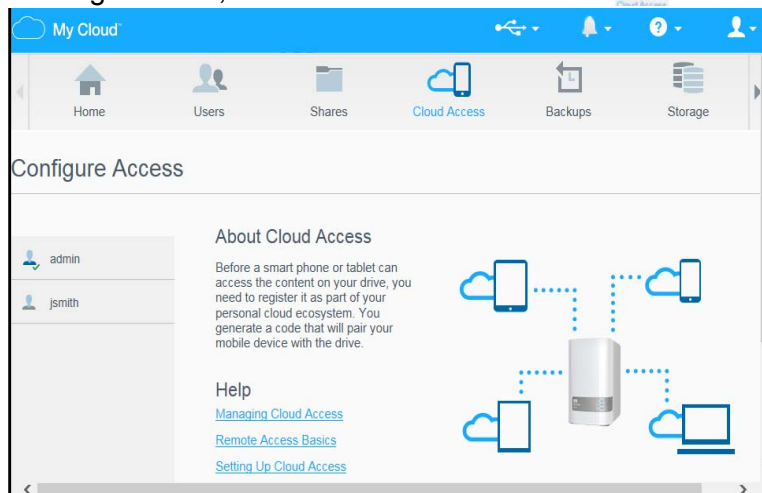 My Cloud™
Home Users Shares Cloud Access Backups Storage
Configure Access
admin
jsmith
About Cloud Access
Before a smart phone or tablet can
access the content on your drive, you
need to register it as part of your
personal cloud ecosystem. You
generate a code that will pair your
mobile device with the drive.
Help
Managing Cloud Access
Remote Access Basics
Setting Up Cloud Access